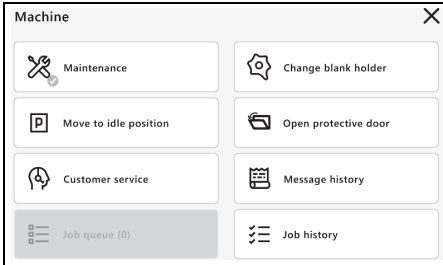 Machine
Maintenance
Change blank holder
P
Move to idle position
Open protective door
Customer service
Message history
Job queue (0)
Job history